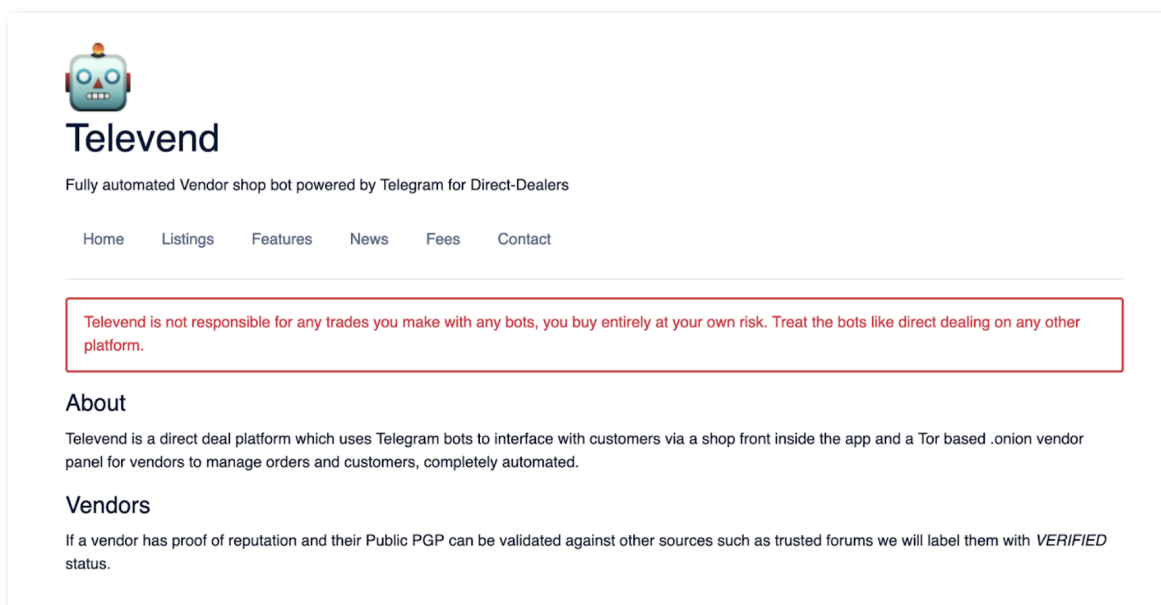 Televend
Fully automated Vendor shop bot powered by Telegram for Direct-Dealers
Home Listings Features News Fees Contact
Televend is not responsible for any trades you make with any bots, you buy entirely at your own risk. Treat the bots like direct dealing on any other
platform.
About
Televend is a direct deal platform which uses Telegram bots to interface with customers via a shop front inside the app and a Tor based .onion vendor
panel for vendors to manage orders and customers, completely automated.
Vendors
If a vendor has proof of reputation and their Public PGP can be validated against other sources such as trusted forums we will label them with VERIFIED
status.